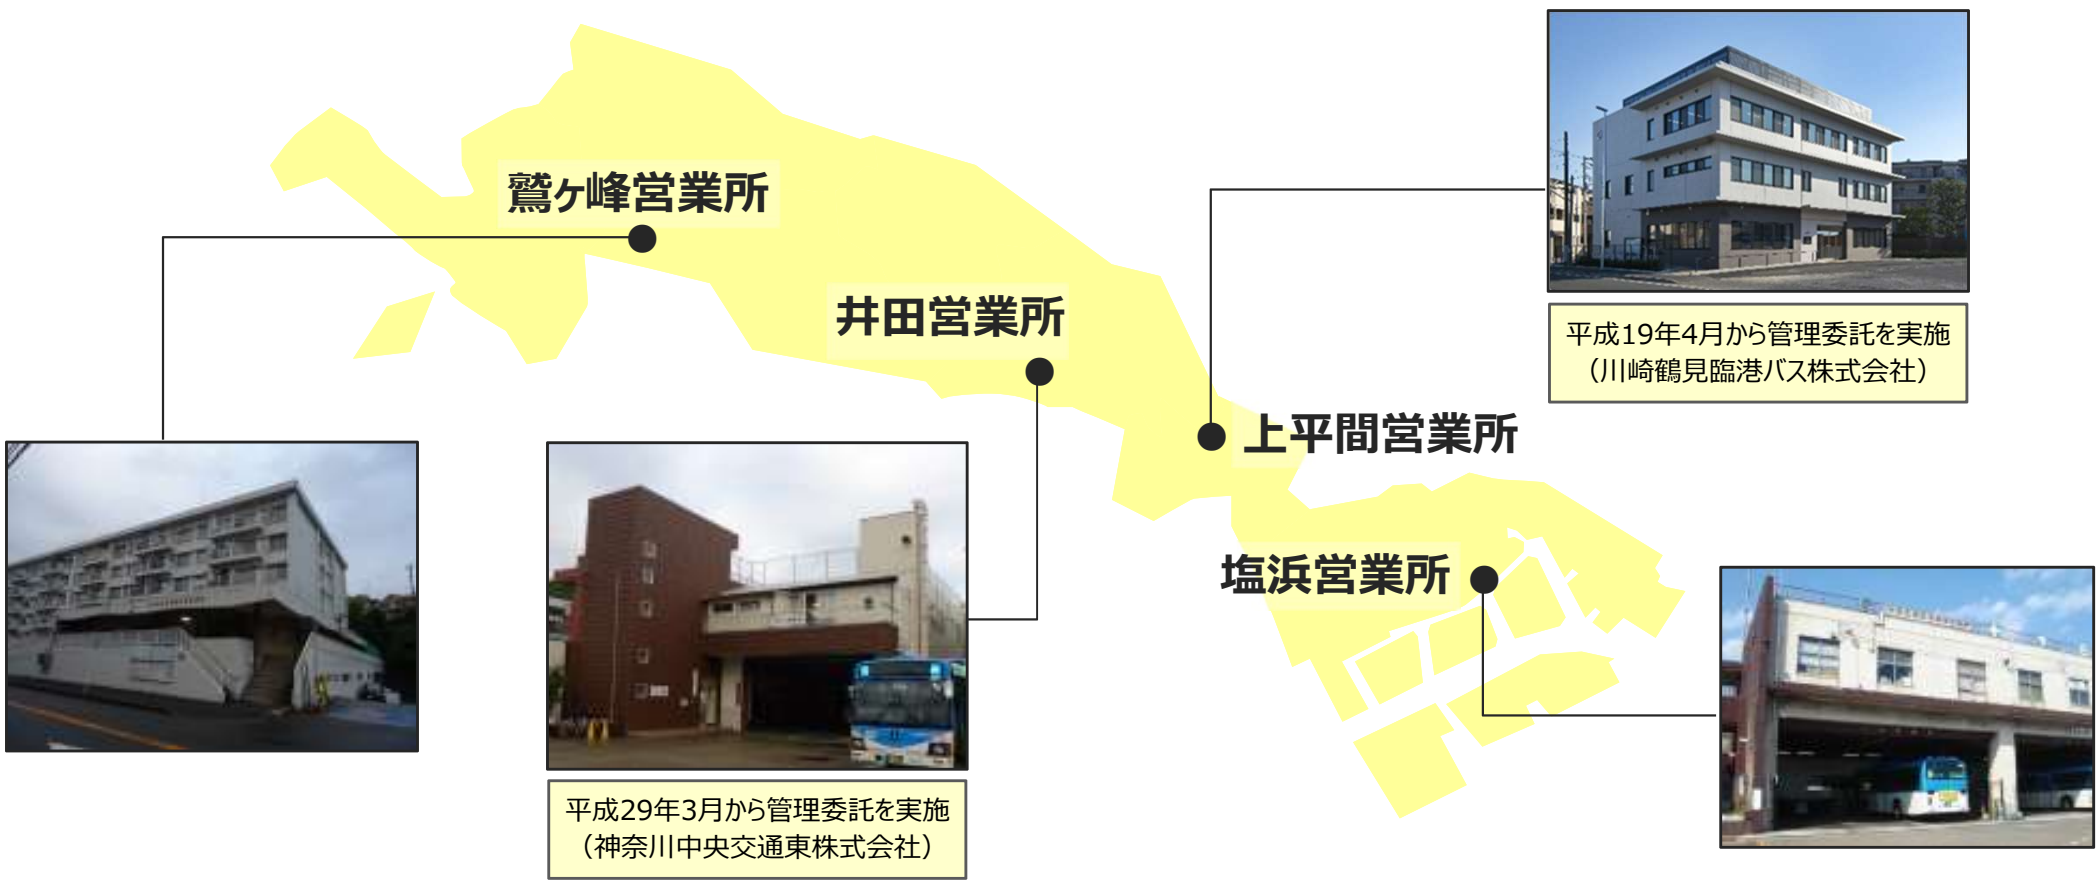 鷲ヶ峰営業所
井田営業所
上平間営業所
塩浜営業所
平成19年4月から管理委託を実施
（川崎鶴見臨港バス株式会社）
平成29年3月から管理委託を実施
（神奈川中央交通東株式会社）